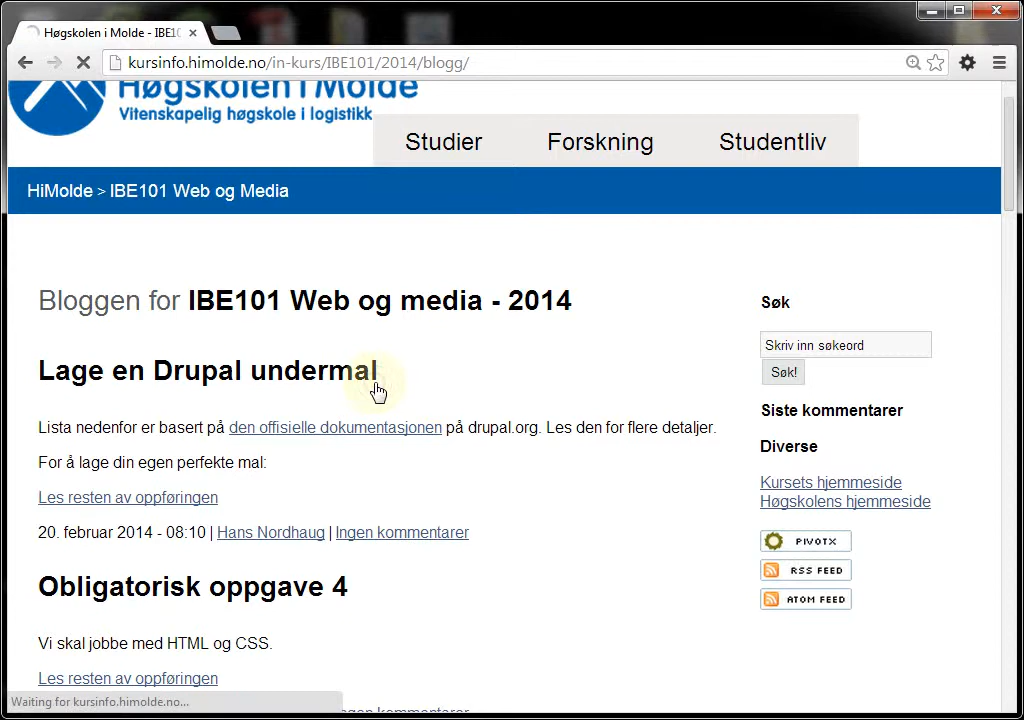 Høgskolen i Molde - IBE10
kursinfo.himolde.no/in-kurs/IBE101/2014/blogg/
Høgskolen i Molde
Vitenskapelig høgskole i logistikk
Studier Forskning Studentliv
HiMolde > IBE101 Web og Media
Bloggen for IBE101 Web og media - 2014
Lage en Drupal undermal
Lista nedenfor er basert på den offisielle dokumentasjonen på drupal.org. Les den for flere detaljer.
For å lage din egen perfekte mal:
Les resten av oppføringen
20. februar 2014 - 08:10 | Hans Nordhaug | Ingen kommentarer
Obligatorisk oppgave 4
Vi skal jobbe med HTML og CSS.
Les resten av oppføringen
Ingen kommentarer
Søk
Skriv inn søkeord
Søk!
Siste kommentarer
Diverse
Kursets hjemmeside
Høgskolens hjemmeside
PIVOTX
RSS FEED
ATOM FEED
Waiting for kursinfo.himolde.no...